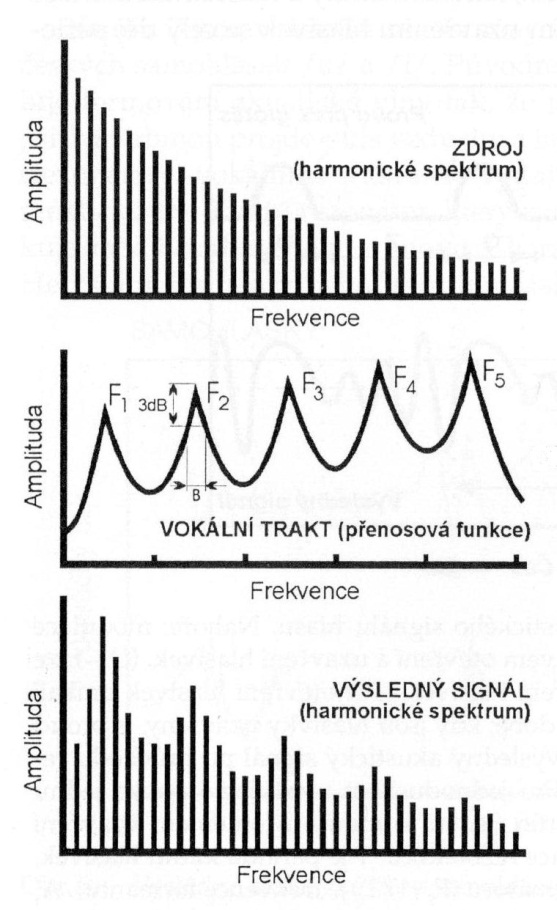 Amplituda
ZDROJ
(harmonické spektrum)
Frekvence
Amplituda
F1
3dB
F2
F3
F4
F5
B
VOKÁLNÍ TRAKT (přenosová funkce)
Frekvence
Amplituda
VÝSLEDNÝ SIGNÁL
(harmonické spektrum)
Frekvence